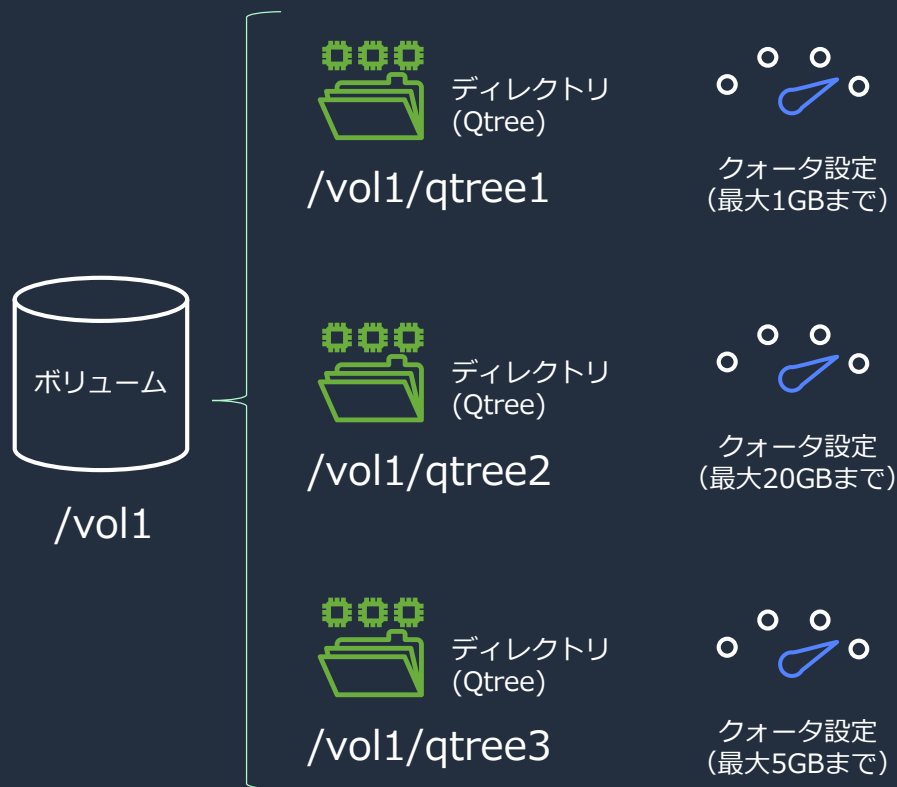 ディレクトリ
(Qtree)
/vol1/qtree1
クォータ設定
（最大1GBまで）
ボリューム
/vol1
ディレクトリ
(Qtree)
/vol1/qtree2
クォータ設定
（最大20GBまで）
ディレクトリ
(Qtree)
/vol1/qtree3
クォータ設定
（最大5GBまで）